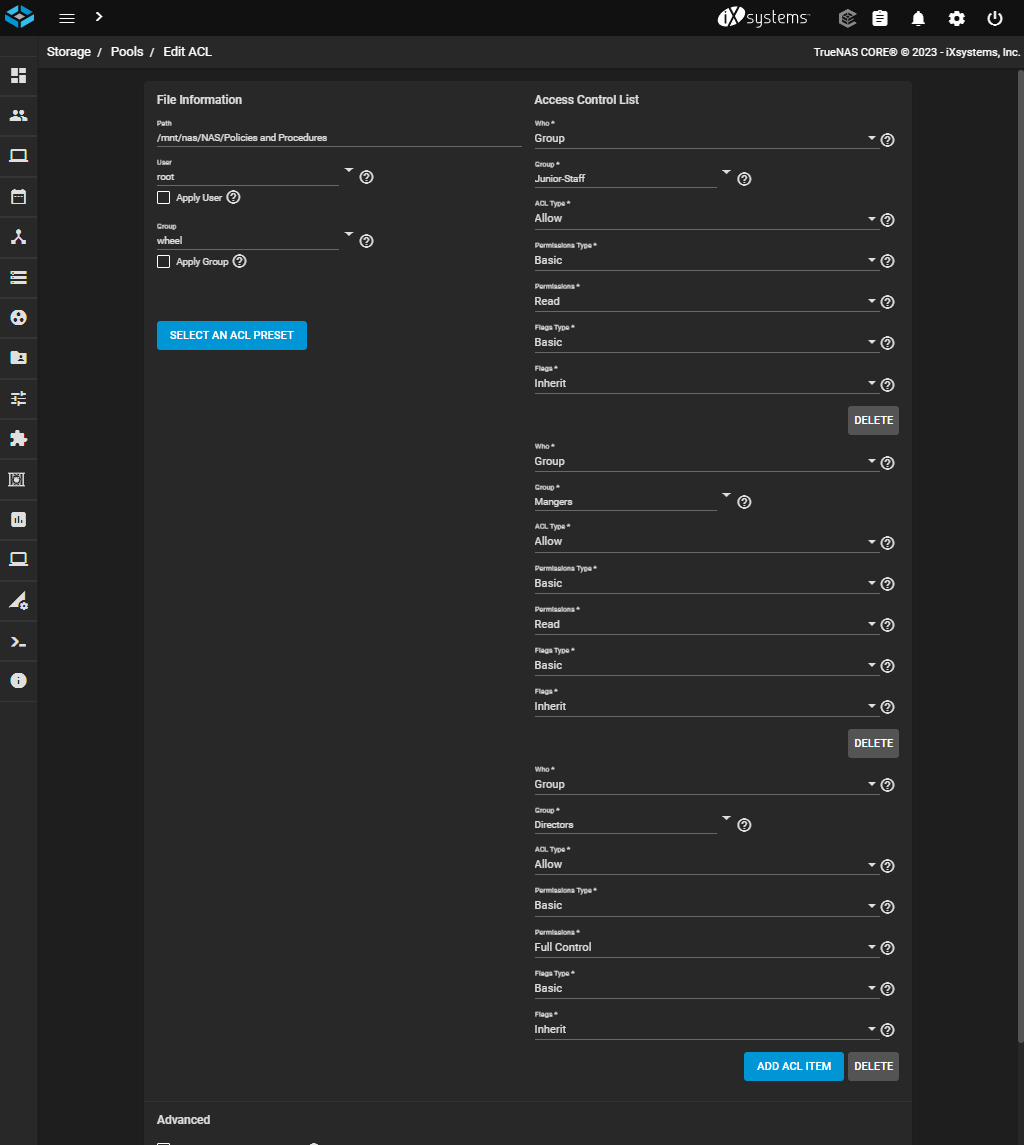 iXsystems
Storage / Pools / Edit ACL
TrueNAS CORE® © 2023 - iXsystems, Inc.
File Information
Path
/mnt/nas/NAS/Policies and Procedures
User
root
Apply User
Group
wheel
Apply Group
SELECT AN ACL PRESET
Access Control List
Who *
Group
Group *
Junior-Staff
ACL Type *
Allow
Permissions Type *
Basic
Permissions *
Read
Flags Type *
Basic
Flags *
Inherit
DELETE
Who *
Group
Group *
Mangers
ACL Type *
Allow
Permissions Type *
Basic
Permissions *
Read
Flags Type *
Basic
Flags *
Inherit
DELETE
Who *
Group
Group *
Directors
ACL Type *
Allow
Permissions Type *
Basic
Permissions *
Full Control
Flags Type *
Basic
Flags *
Inherit
ADD ACL ITEM DELETE
Advanced